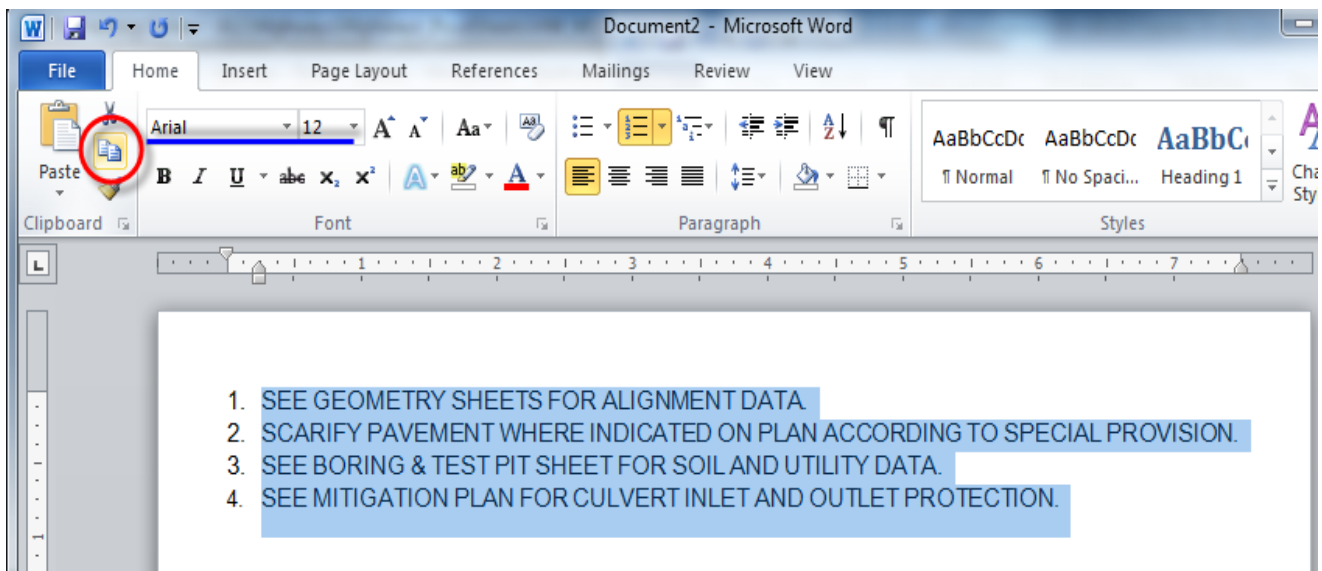 Document2 - Microsoft Word
File Home Insert Page Layout References Mailings Review View
Arial 12 A A Aa
Paste B I U abc x₂ x² A ab A
AaBbCcDc AaBbCcDc AaBbC
¶ Normal ¶ No Spaci... Heading 1
Clipboard Font Paragraph Styles
L 1 2 3 4 5 6 7
1. SEE GEOMETRY SHEETS FOR ALIGNMENT DATA.
2. SCARIFY PAVEMENT WHERE INDICATED ON PLAN ACCORDING TO SPECIAL PROVISION.
3. SEE BORING & TEST PIT SHEET FOR SOIL AND UTILITY DATA.
4. SEE MITIGATION PLAN FOR CULVERT INLET AND OUTLET PROTECTION.